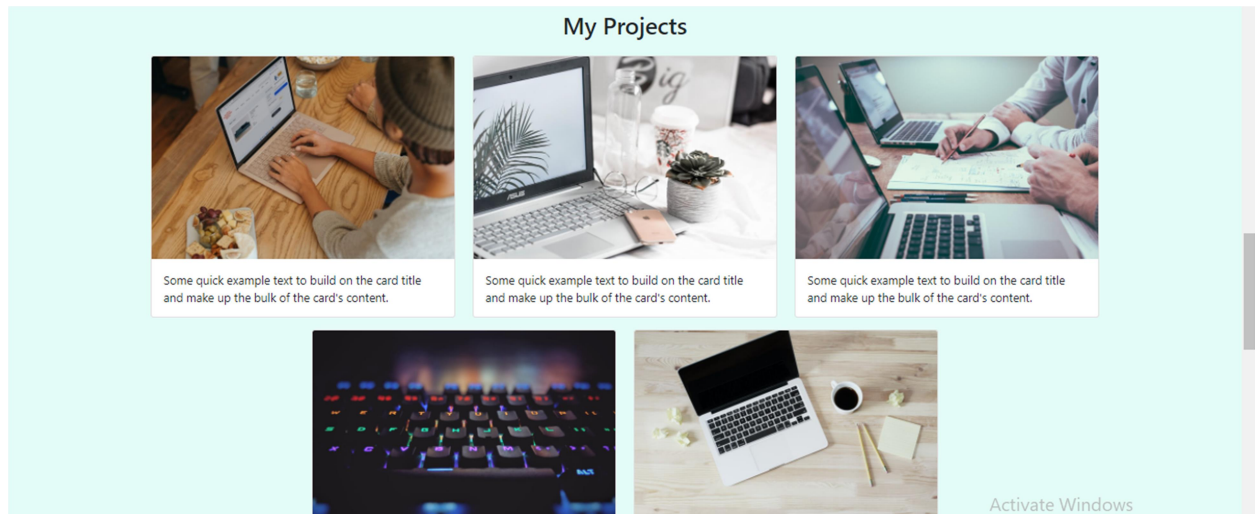 My Projects
ig
ASUS
Some quick example text to build on the card title
and make up the bulk of the card's content.
Some quick example text to build on the card title
and make up the bulk of the card's content.
Some quick example text to build on the card title
and make up the bulk of the card's content.
ALT
Activate Windows